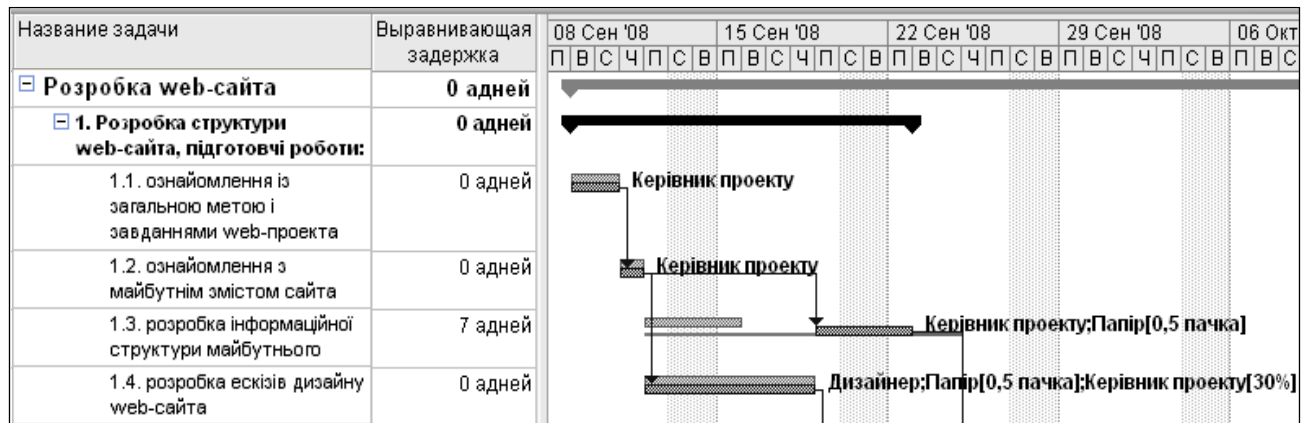 Название задачи
Выравнивающая
задержка
08 Сен '08
15 Сен '08
22 Сен '08
29 Сен '08
06 Окт
П В С Ч П С В П В С Ч П С В П В С Ч П С В П В С Ч П С В П В С
Розробка web-сайта
0 адней
1. Розробка структури
web-сайта, підготовчі роботи:
0 адней
1.1. ознайомлення із
загальною метою і
завданнями web-проекта
0 адней
Керівник проекту
1.2. ознайомлення з
майбутнім змістом сайта
0 адней
Керівник проекту
1.3. розробка інформаційної
структури майбутнього
7 адней
Керівник проекту;Папір[0,5 пачка]
1.4. розробка ескізів дизайну
web-сайта
0 адней
Дизайнер;Папір[0,5 пачка];Керівник проекту[30%]